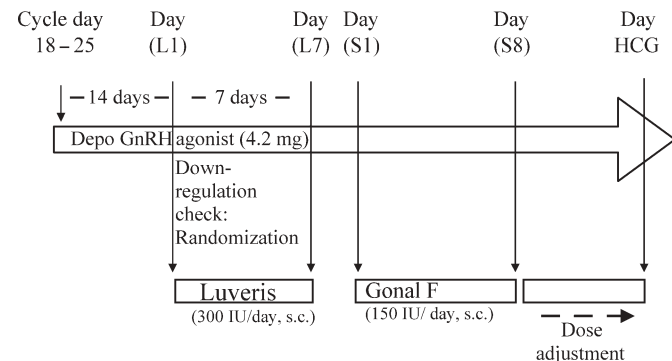 Cycle day Day Day Day Day Day
18 – 25 (L1) (L7) (S1) (S8) HCG
14 days 7 days
Depo GnRH agonist (4.2 mg)
Down-
regulation
check:
Randomization
Luveris Gonal F
(300 IU/day, s.c.) (150 IU/ day, s.c.)
Dose
adjustment